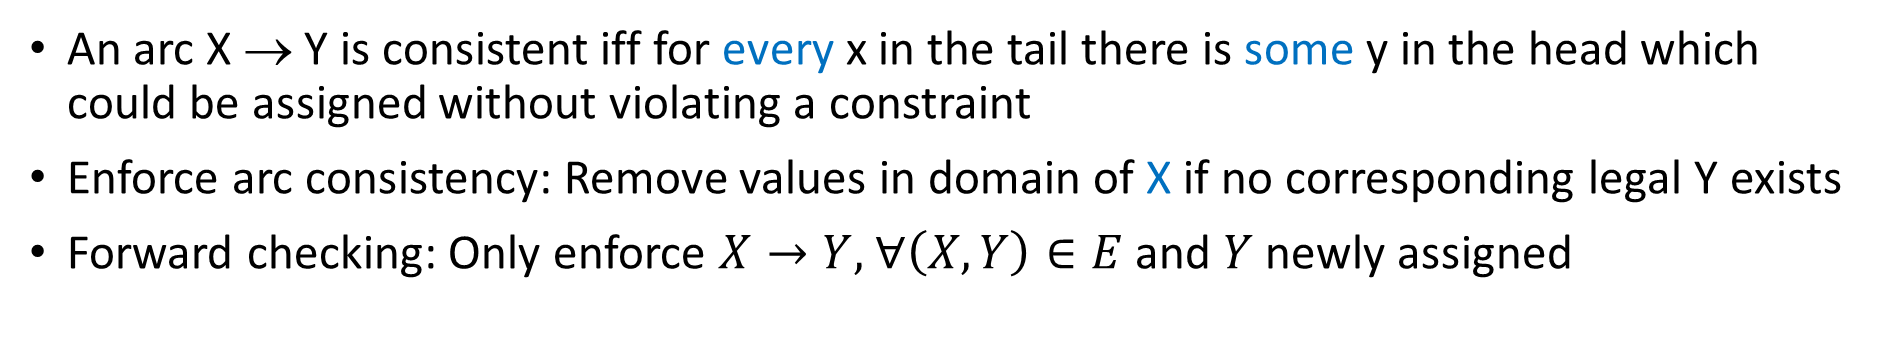 • An arc X → Y is consistent iff for every x in the tail there is some y in the head which
could be assigned without violating a constraint
• Enforce arc consistency: Remove values in domain of X if no corresponding legal Y exists
• Forward checking: Only enforce X → Y, ∀(X, Y) ∈ E and Y newly assigned